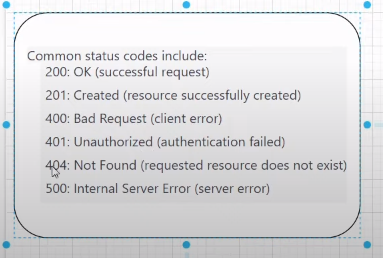 Common status codes include:
200: OK (successful request)
201: Created (resource successfully created)
400: Bad Request (client error)
401: Unauthorized (authentication failed)
404: Not Found (requested resource does not exist)
500: Internal Server Error (server error)